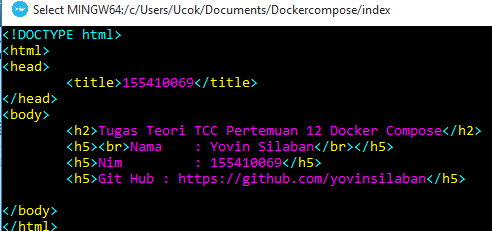 Select MINGW64:/c/Users/Ucok/Documents/Dockercompose/index
<!DOCTYPE html>
<html>
<head>
        <title>155410069</title>
</head>
<body>
        <h2>Tugas Teori TCC Pertemuan 12 Docker Compose</h2>
        <h5><br>Nama    : Yovin Silaban</br></h5>
        <h5>Nim         : 155410069</h5>
        <h5>Git Hub : https://github.com/yovinsilaban</h5>

</body>
</html>